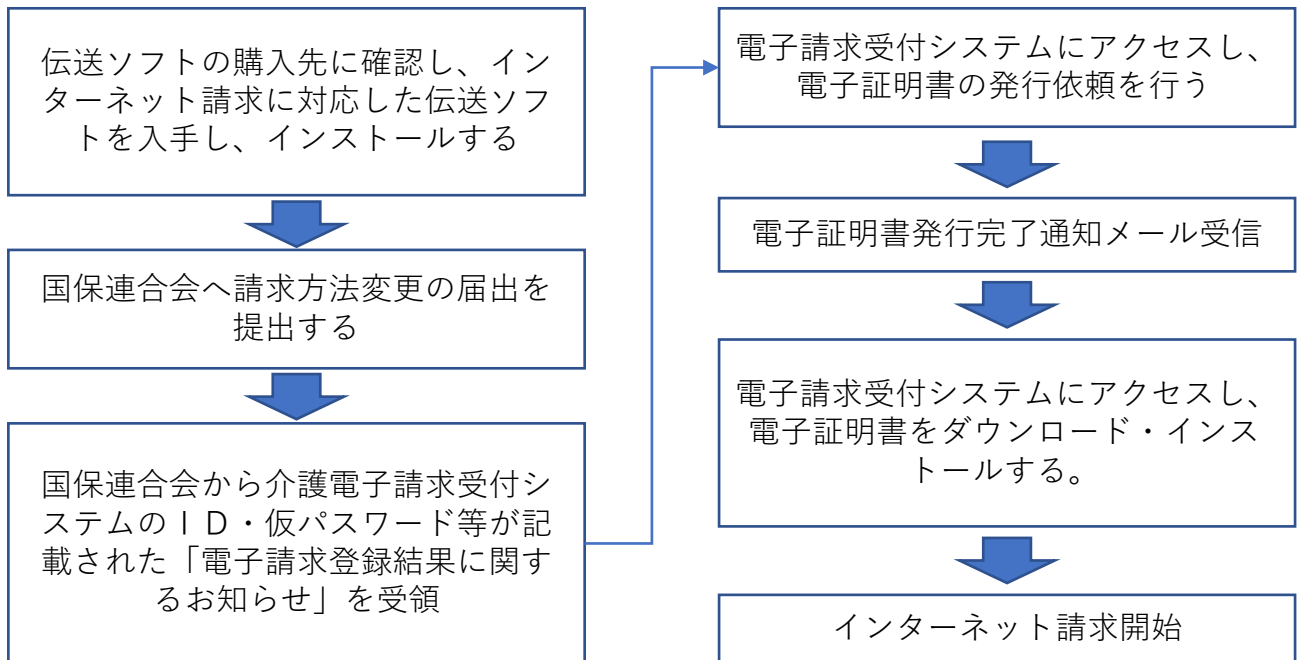 伝送ソフトの購入先に確認し、イン
ターネット請求に対応した伝送ソフ
トを入手し、インストールする
国保連合会へ請求方法変更の届出を
提出する
国保連合会から介護電子請求受付シ
ステムのＩＤ・仮パスワード等が記
載された「電子請求登録結果に関す
るお知らせ」を受領
電子請求受付システムにアクセスし、
電子証明書の発行依頼を行う
電子証明書発行完了通知メール受信
電子請求受付システムにアクセスし、
電子証明書をダウンロード・インス
トールする。
インターネット請求開始